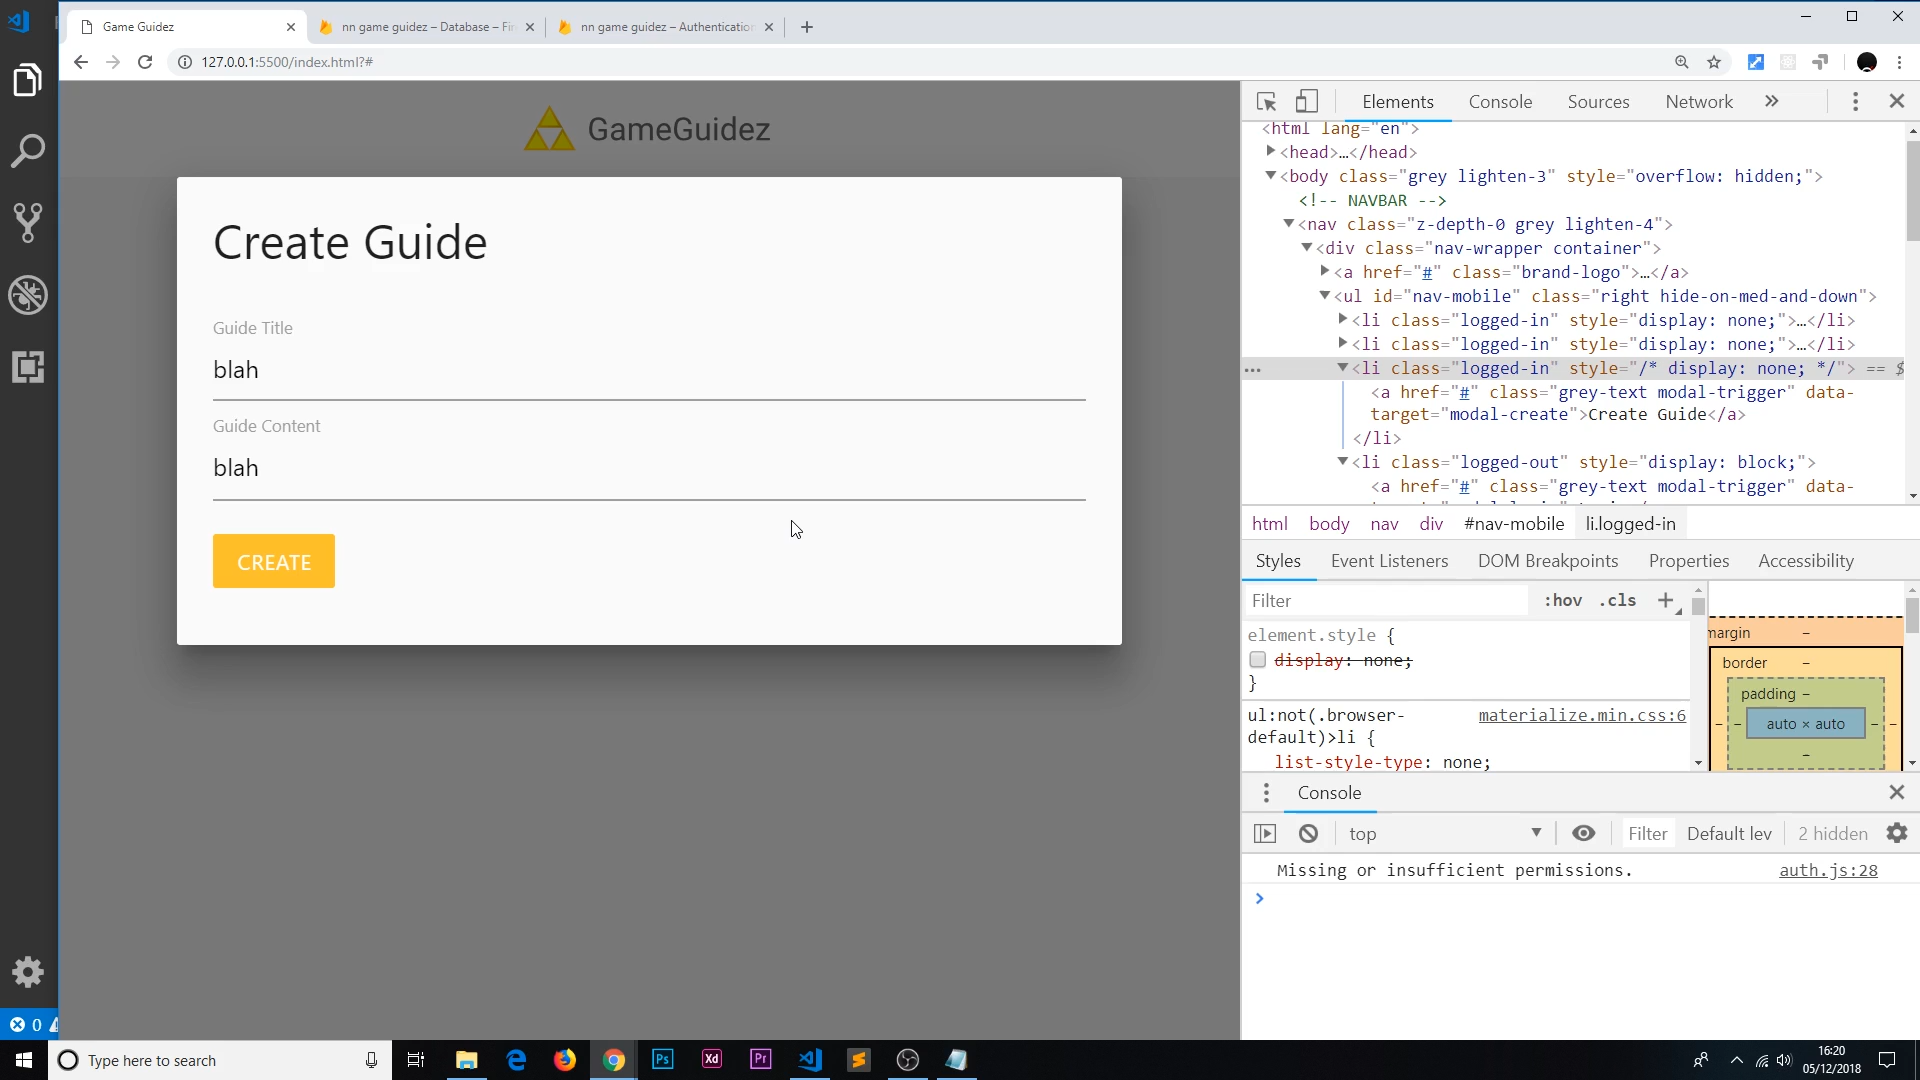 Game Guidez
nn game guidez – Database – Fir
nn game guidez – Authentication
127.0.0.1:5500/index.html?#
GameGuidez
Create Guide
Guide Title
blah
Guide Content
blah
CREATE
Elements
Console
Sources
Network
<html lang="en">
<head>…</head>
<body class="grey lighten-3" style="overflow: hidden;">
<!-- NAVBAR -->
<nav class="z-depth-0 grey lighten-4">
<div class="nav-wrapper container">
<a href="#" class="brand-logo">…</a>
<ul id="nav-mobile" class="right hide-on-med-and-down">
<li class="logged-in" style="display: none;">…</li>
<li class="logged-in" style="display: none;">…</li>
<li class="logged-in" style="/* display: none; */"> == $
<a href="#" class="grey-text modal-trigger" data-
target="modal-create">Create Guide</a>
</li>
<li class="logged-out" style="display: block;">
<a href="#" class="grey-text modal-trigger" data-
html body nav div #nav-mobile li.logged-in
Styles Event Listeners DOM Breakpoints Properties Accessibility
Filter :hov .cls +
element.style {
display: none;
}
ul:not(.browser- materialize.min.css:6
default)>li {
list-style-type: none;
margin –
border –
padding –
auto × auto
Console
top Filter Default lev 2 hidden
Missing or insufficient permissions. auth.js:28
0
Type here to search
Ps
Xd
Pr
16:20
05/12/2018